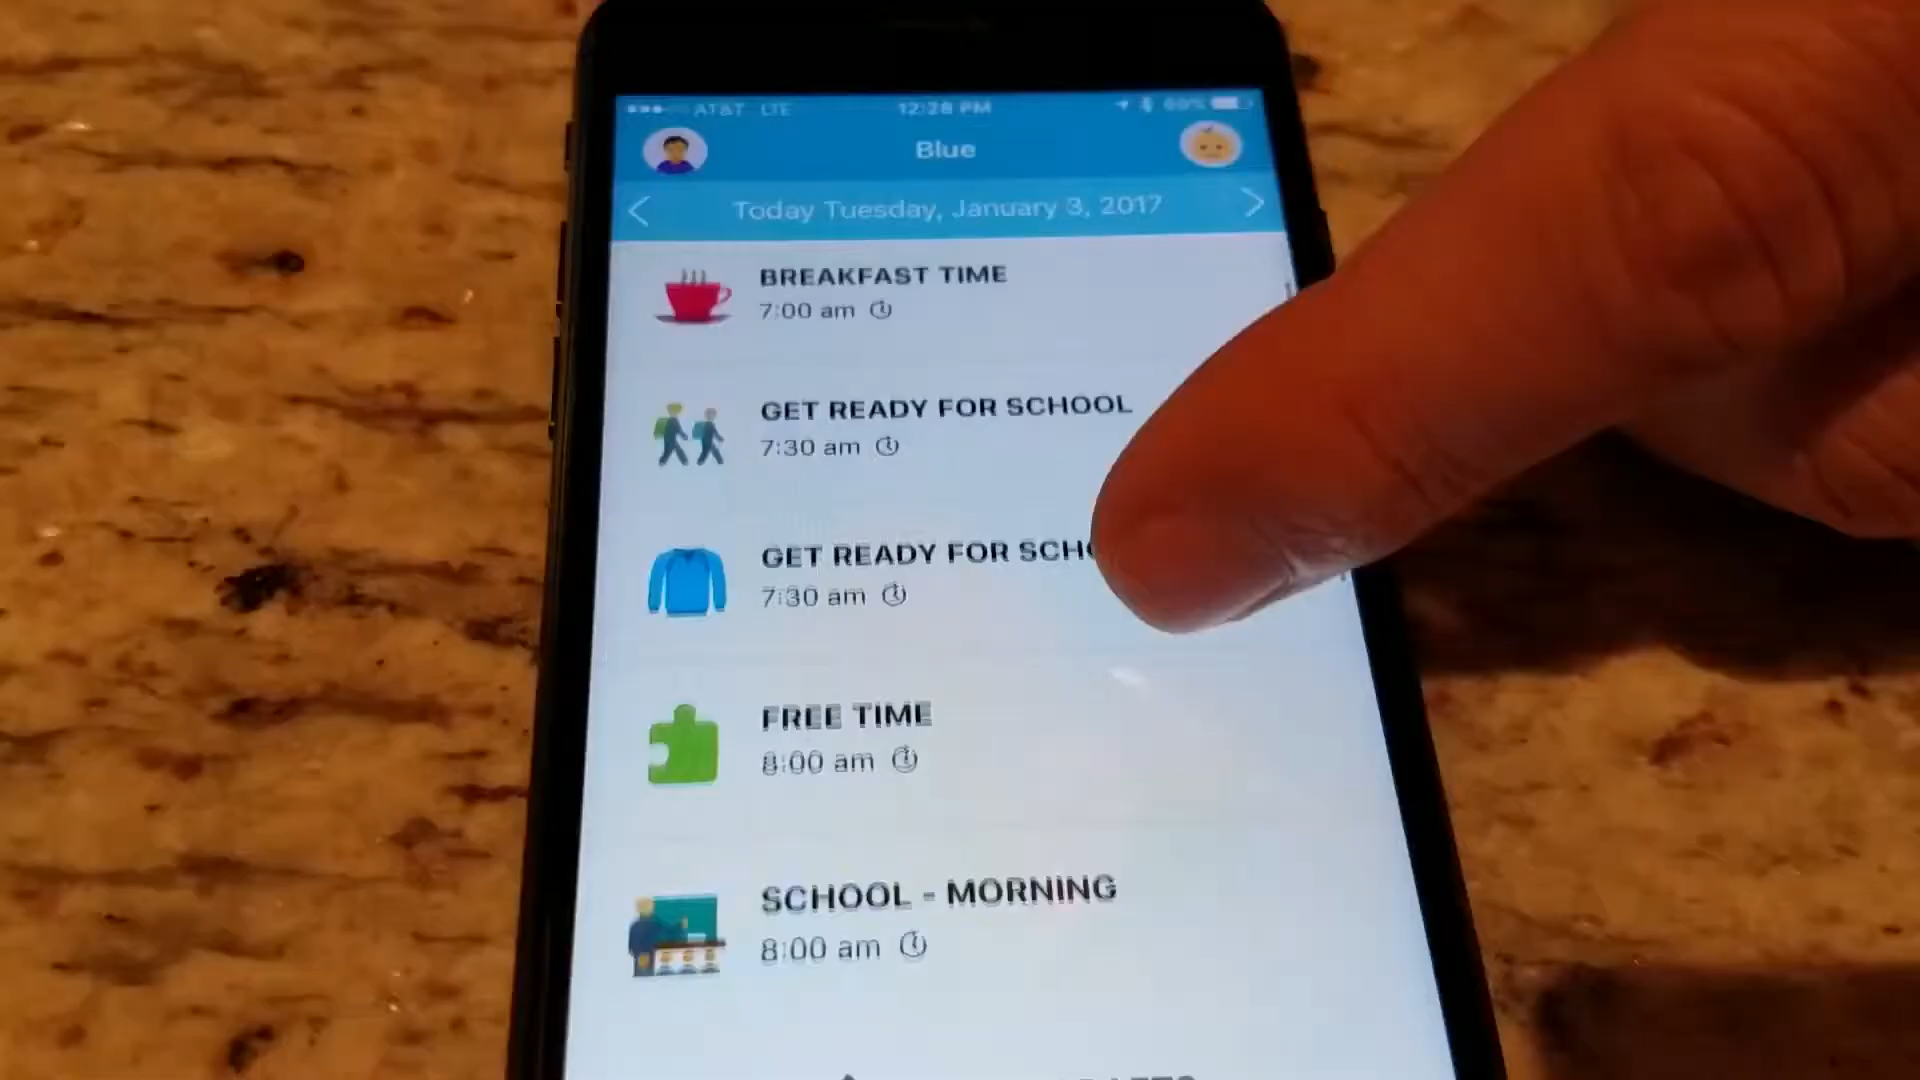 AT&T LTE 12:28 PM 69%
Blue
Today Tuesday, January 3, 2017
BREAKFAST TIME
7:00 am
GET READY FOR SCHOOL
7:30 am
GET READY FOR SCHO
7:30 am
FREE TIME
8:00 am
SCHOOL - MORNING
8:00 am